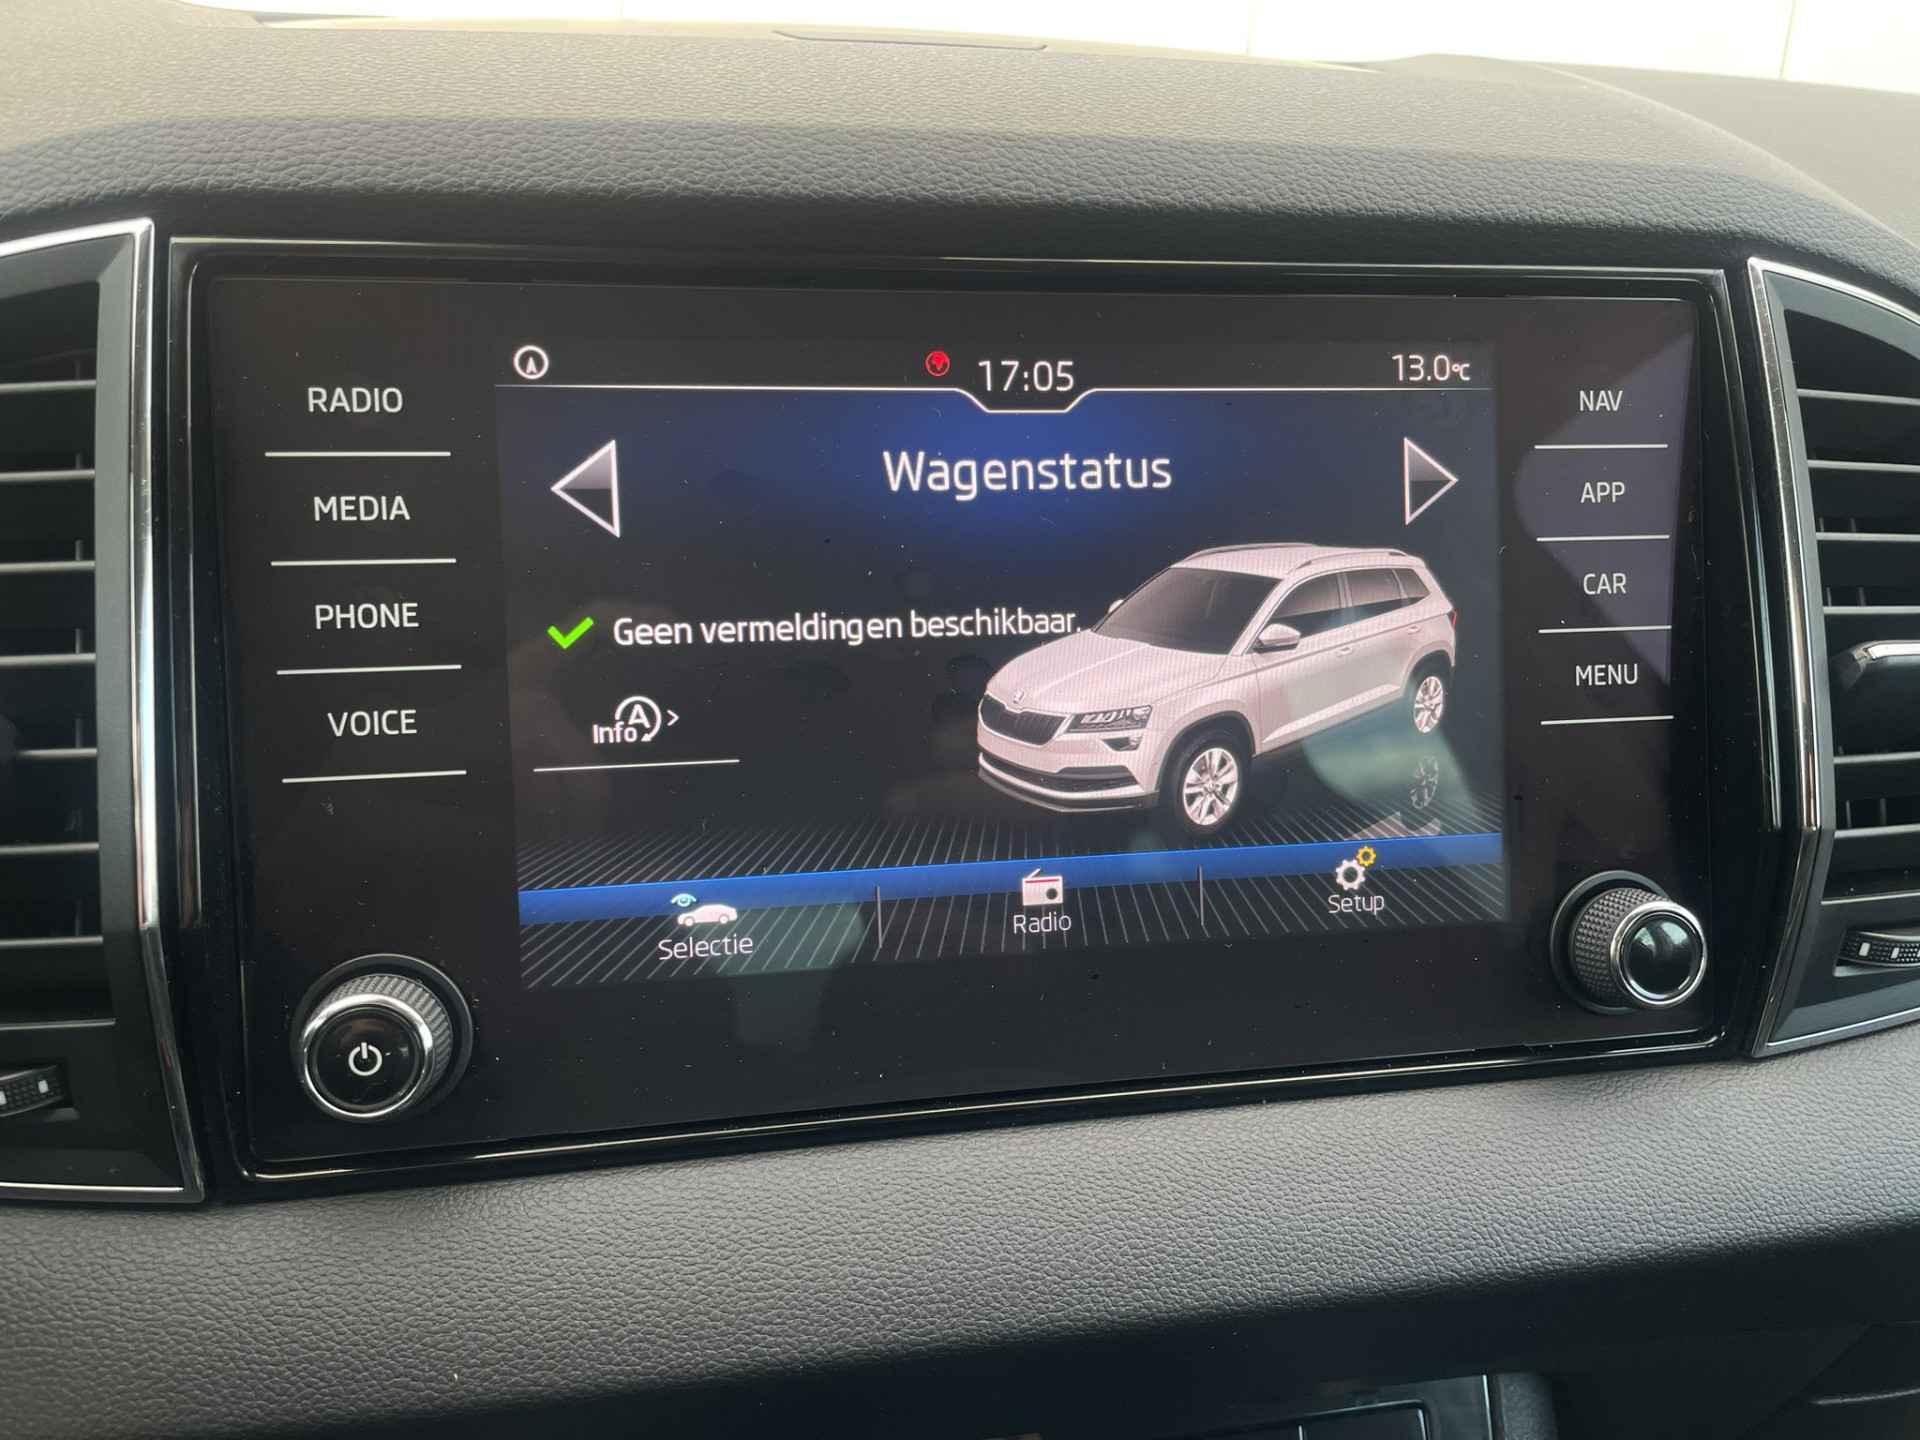 17:05
13.0°C
RADIO
MEDIA
PHONE
VOICE
Wagenstatus
Geen vermeldingen beschikbaar.
Info A >
Selectie
Radio
Setup
NAV
APP
CAR
MENU